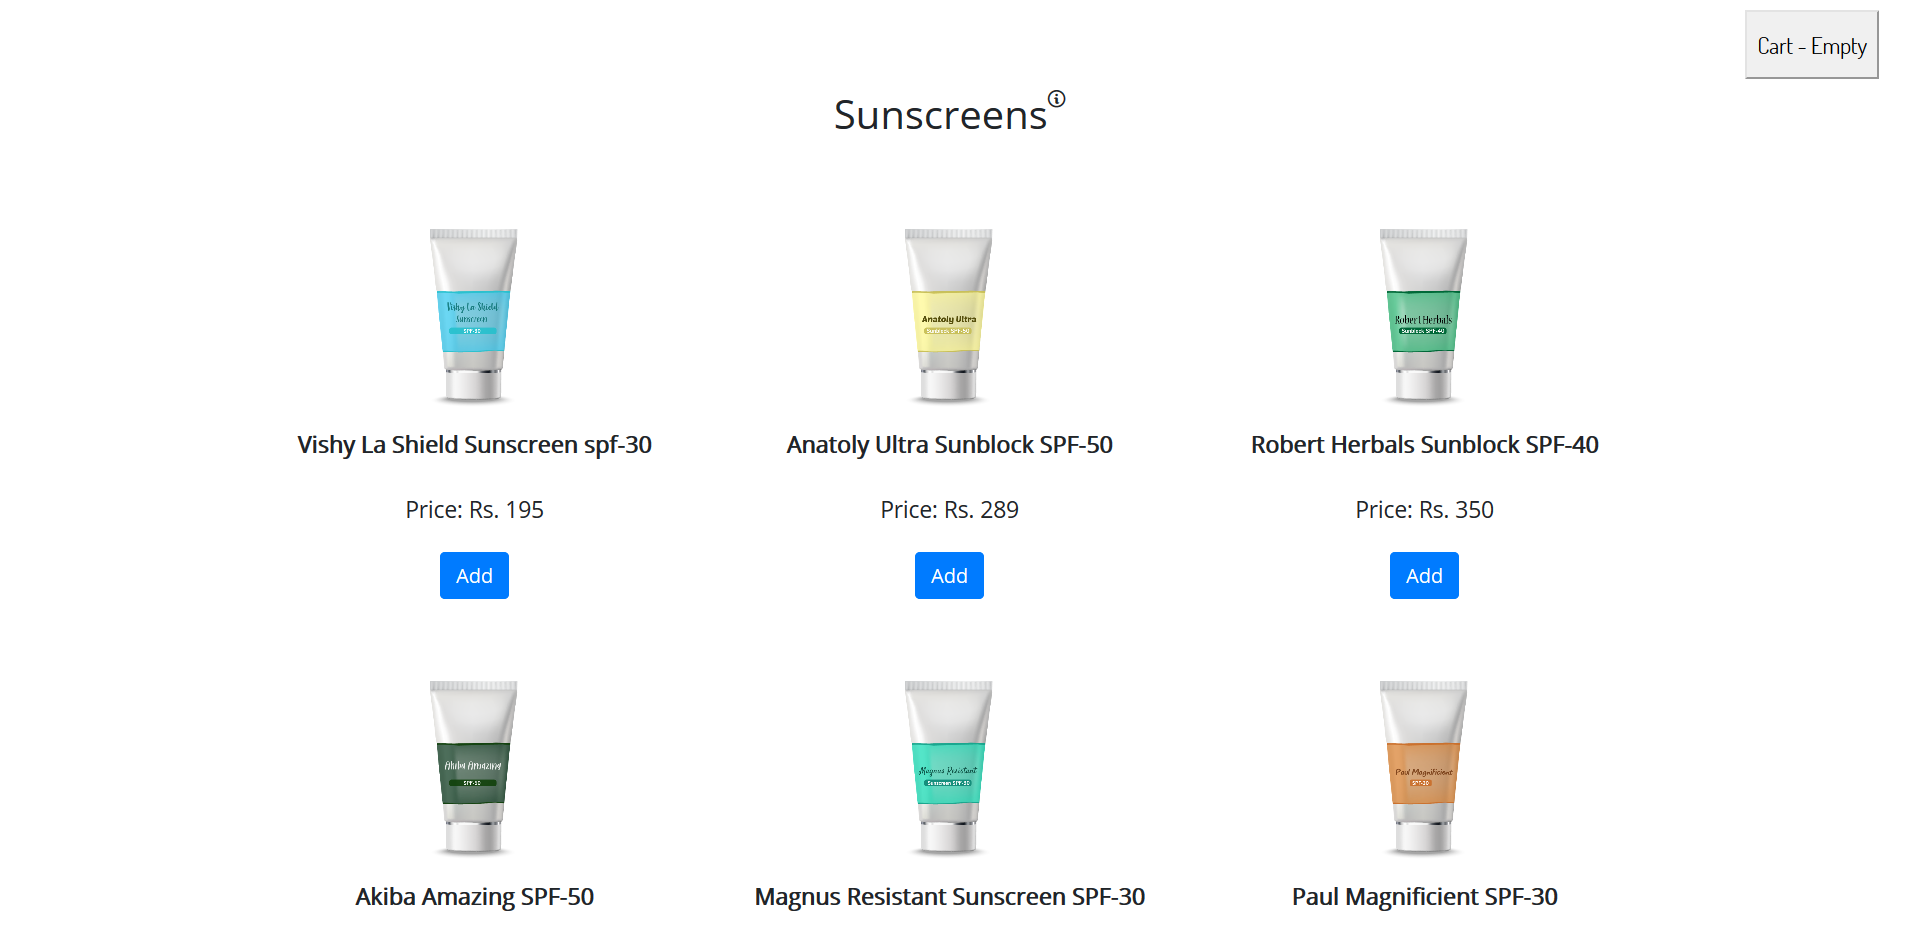 Cart - Empty
Sunscreens
Vishy La Shield
Sunscreen
SPF-30
Anatoly Ultra
Sunblock SPF-50
Robert Herbals
Sunblock SPF-40
Vishy La Shield Sunscreen spf-30
Anatoly Ultra Sunblock SPF-50
Robert Herbals Sunblock SPF-40
Price: Rs. 195
Price: Rs. 289
Price: Rs. 350
Add
Add
Add
Akiba Amazing
SPF-50
Magnus Resistant
Sunscreen SPF-30
Paul Magnificient
SPF-30
Akiba Amazing SPF-50
Magnus Resistant Sunscreen SPF-30
Paul Magnificient SPF-30